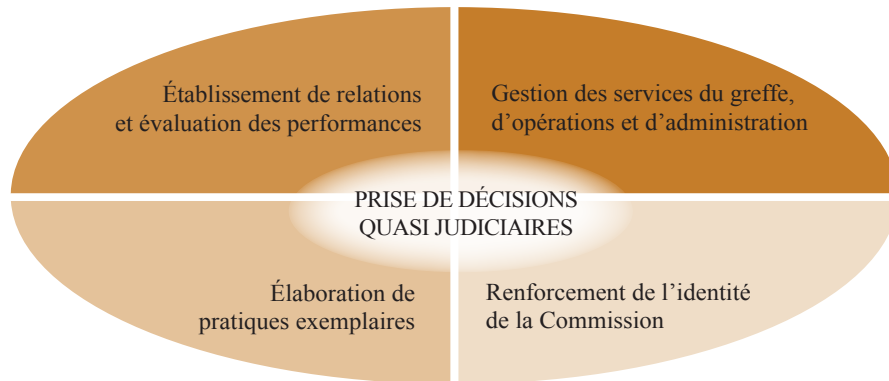 Établissement de relations
et évaluation des performances
Gestion des services du greffe,
d’opérations et d’administration
PRISE DE DÉCISIONS
QUASI JUDICIAIRES
Élaboration de
pratiques exemplaires
Renforcement de l’identité
de la Commission